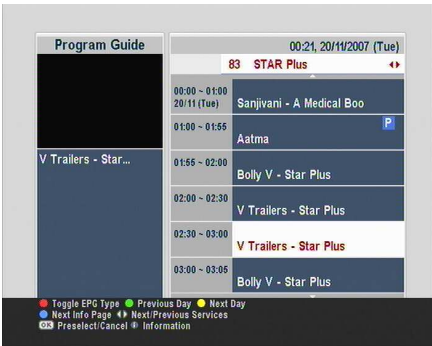 Program Guide
00:21, 20/11/2007 (Tue)
83 STAR Plus
00:00 ~ 01:00
20/11 (Tue)
Sanjivani - A Medical Boo
01:00 ~ 01:55
P
Aatma
V Trailers - Star...
01:55 ~ 02:00
Bolly V - Star Plus
02:00 ~ 02:30
V Trailers - Star Plus
02:30 ~ 03:00
V Trailers - Star Plus
03:00 ~ 03:05
Bolly V - Star Plus
Toggle EPG Type Previous Day Next Day
Next Info Page Next/Previous Services
OK Preselect/Cancel i Information